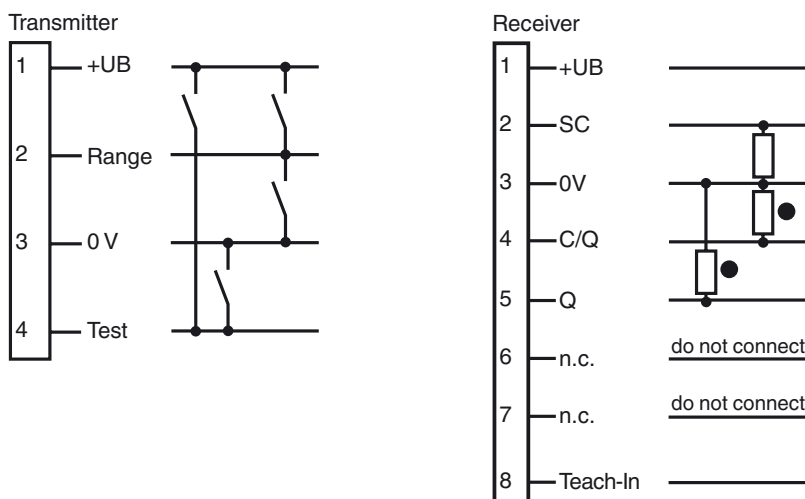 Transmitter
1 +UB
2 Range
3 0 V
4 Test
Receiver
1 +UB
2 SC
3 0V
4 C/Q
5 Q
6 n.c. do not connect
7 n.c. do not connect
8 Teach-In